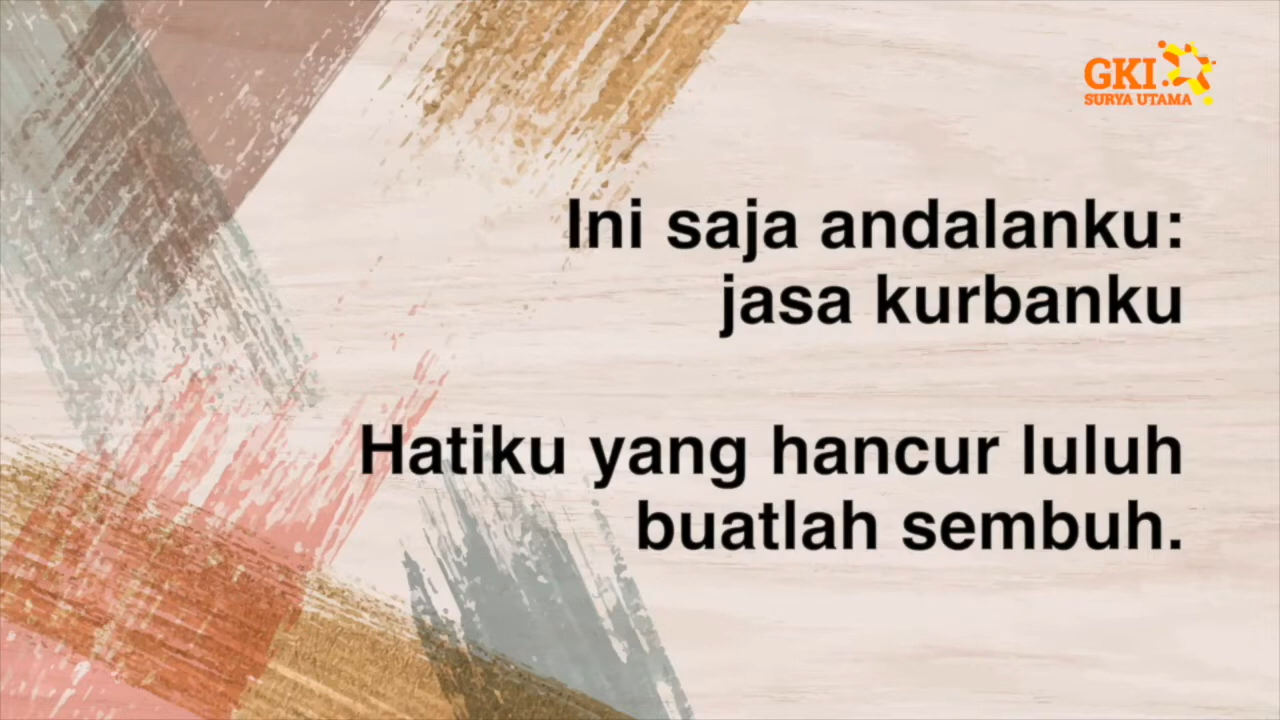 GKI
SURYA UTAMA
Ini saja andalanku:
jasa kurbanku
Hatiku yang hancur luluh
buatlah sembuh.